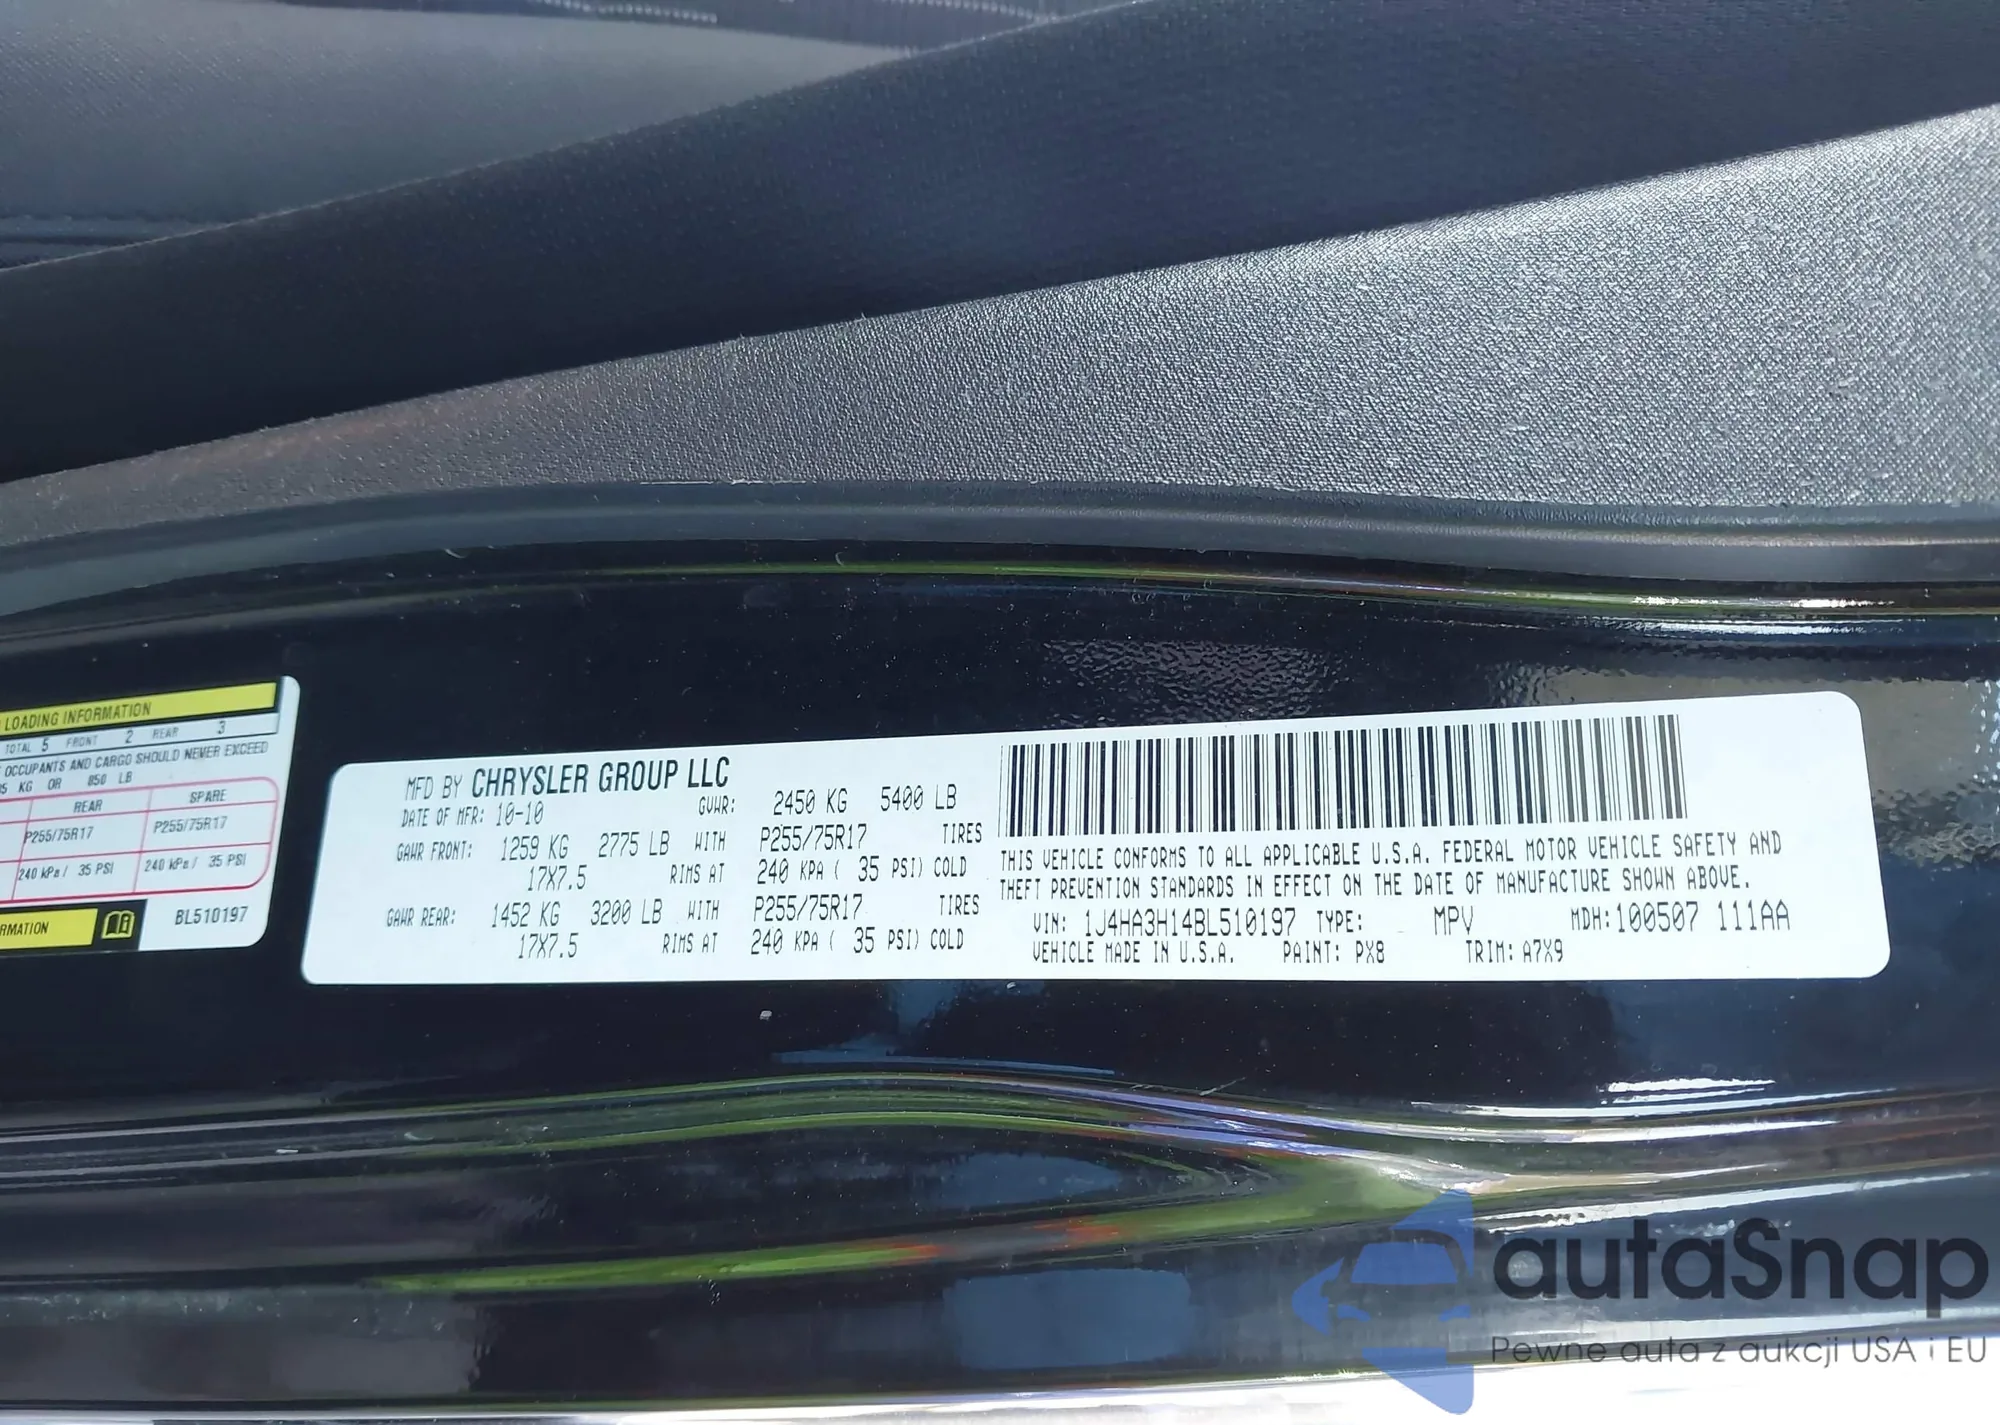 LOADING INFORMATION
TOTAL 5 FRONT 2 REAR 3
OCCUPANTS AND CARGO SHOULD NEVER EXCEED
KG OR 850 LB
REAR SPARE
P255/75R17 P255/75R17
240 kPa / 35 PSI 240 kPa / 35 PSI
BL510197
MFD BY CHRYSLER GROUP LLC
DATE OF MFR: 10-10 GVWR: 2450 KG 5400 LB
GAWR FRONT: 1259 KG 2775 LB WITH P255/75R17 TIRES
17X7.5 RIMS AT 240 KPA ( 35 PSI) COLD
GAWR REAR: 1452 KG 3200 LB WITH P255/75R17 TIRES
17X7.5 RIMS AT 240 KPA ( 35 PSI) COLD
THIS VEHICLE CONFORMS TO ALL APPLICABLE U.S.A. FEDERAL MOTOR VEHICLE SAFETY AND
THEFT PREVENTION STANDARDS IN EFFECT ON THE DATE OF MANUFACTURE SHOWN ABOVE.
VIN: 1J4HA3H14BL510197 TYPE: MPV MDH:100507 111AA
VEHICLE MADE IN U.S.A. PAINT: PX8 TRIM: A7X9
autaSnap
Pewne auta z aukcji USA i EU